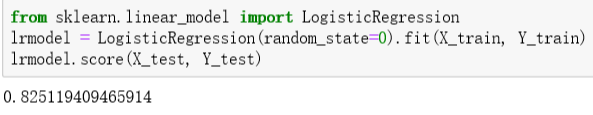 from sklearn.linear_model import LogisticRegression
lrmodel = LogisticRegression(random_state=0).fit(X_train, Y_train)
lrmodel.score(X_test, Y_test)
0.825119409465914